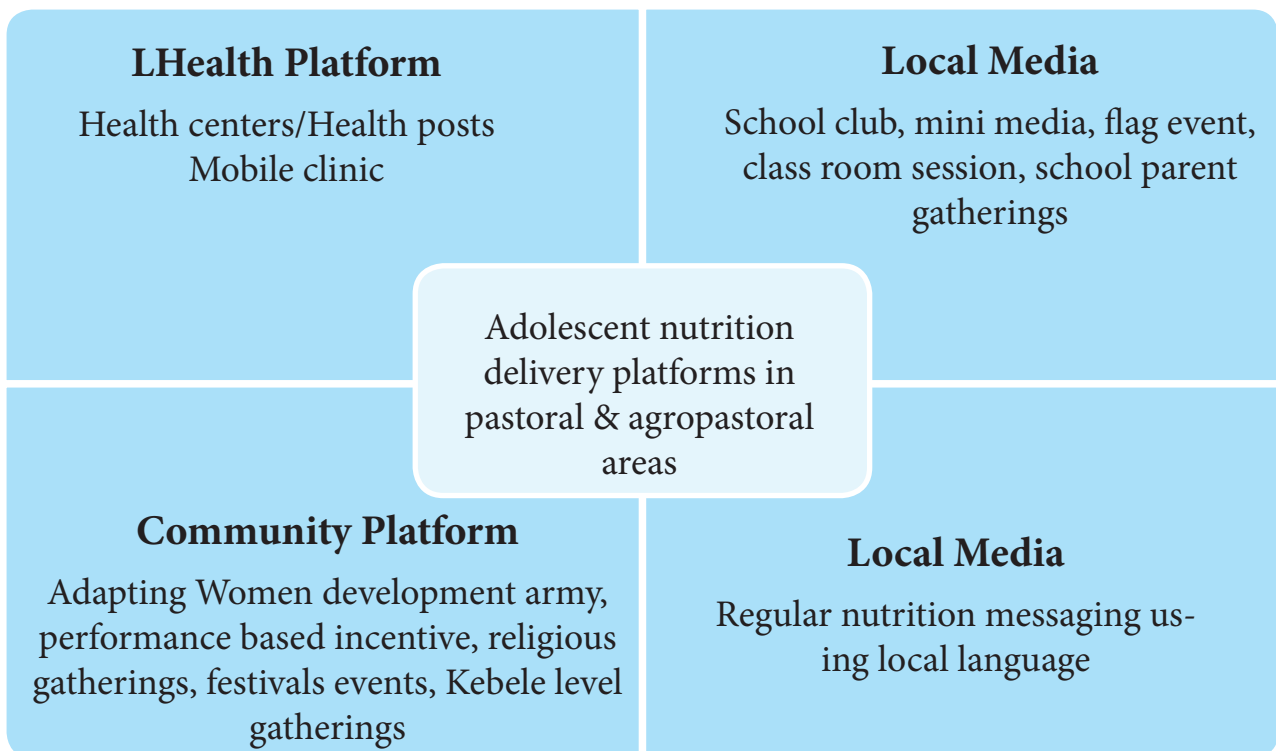 LHealth Platform
Health centers/Health posts
Mobile clinic
Local Media
School club, mini media, flag event,
class room session, school parent
gatherings
Adolescent nutrition
delivery platforms in
pastoral & agropastoral
areas
Community Platform
Adapting Women development army,
performance based incentive, religious
gatherings, festivals events, Kebele level
gatherings
Local Media
Regular nutrition messaging us-
ing local language